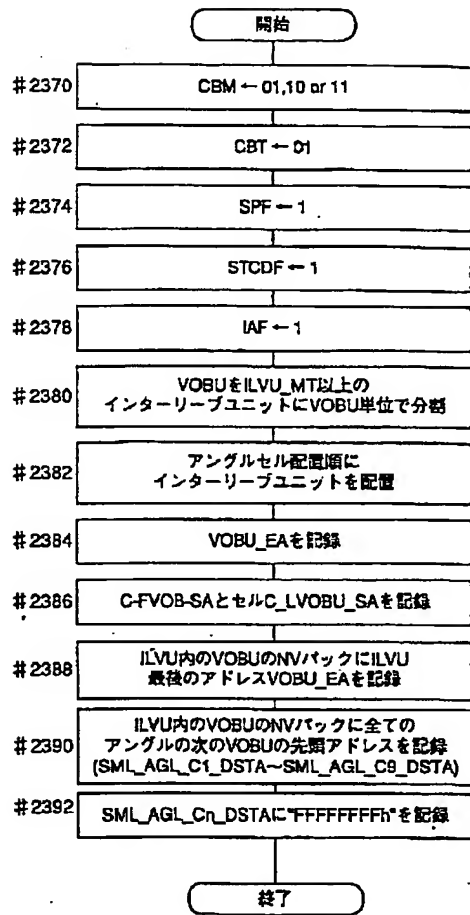 開始
#2370
CBM ← 01,10 or 11
#2372
CBT ← 01
#2374
SPF ← 1
#2376
STCDF ← 1
#2378
IAF ← 1
#2380
VOBUをILVU_MT以上の
インターリーブユニットにVOBU単位で分割
#2382
アングルセル配置順に
インターリーブユニットを配置
#2384
VOBU_EAを記録
#2386
C-FVOB-SAとセルC_LVOBU_SAを記録
#2388
ILVU内のVOBUのNVパックにILVU
最後のアドレスVOBU_EAを記録
#2390
ILVU内のVOBUのNVパックに全ての
アングルの次のVOBUの先頭アドレスを記録
(SML_AGL_C1_DSTA～SML_AGL_C9_DSTA)
#2392
SML_AGL_Cn_DSTAに"FFFFFFFFh"を記録
終了